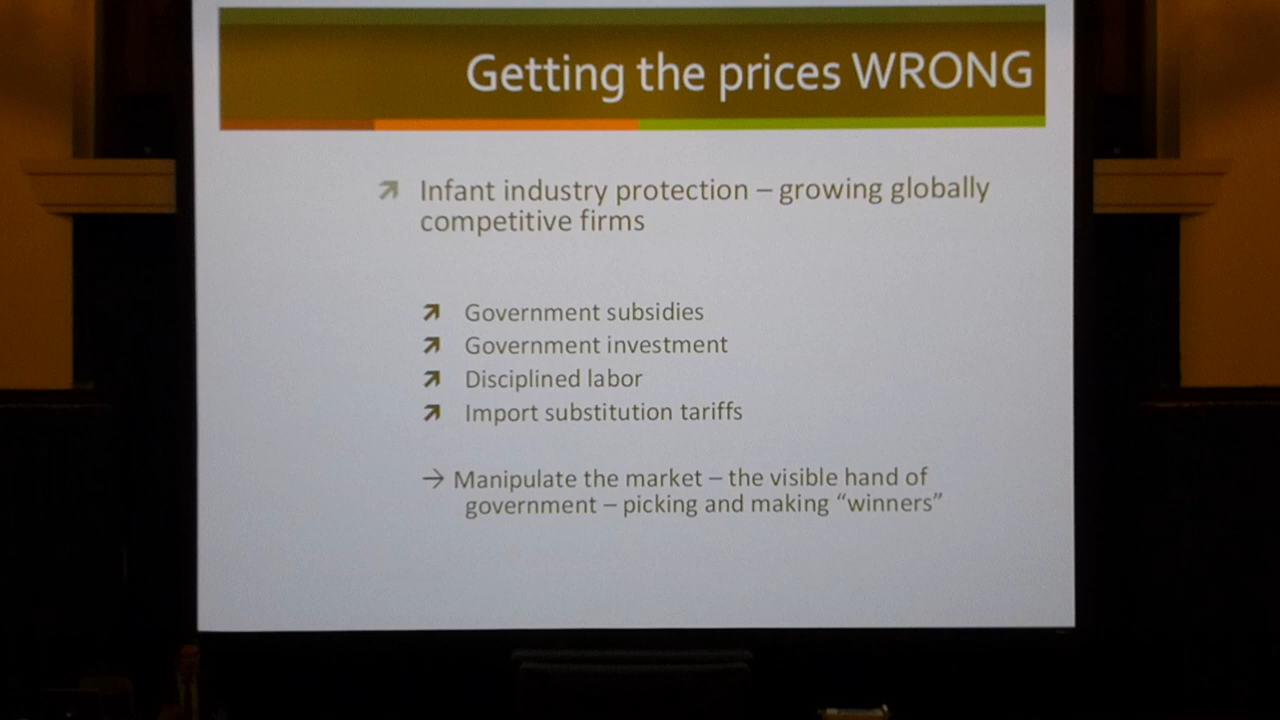 Getting the prices WRONG
Infant industry protection – growing globally
competitive firms
Government subsidies
Government investment
Disciplined labor
Import substitution tariffs
→ Manipulate the market – the visible hand of
government – picking and making “winners”